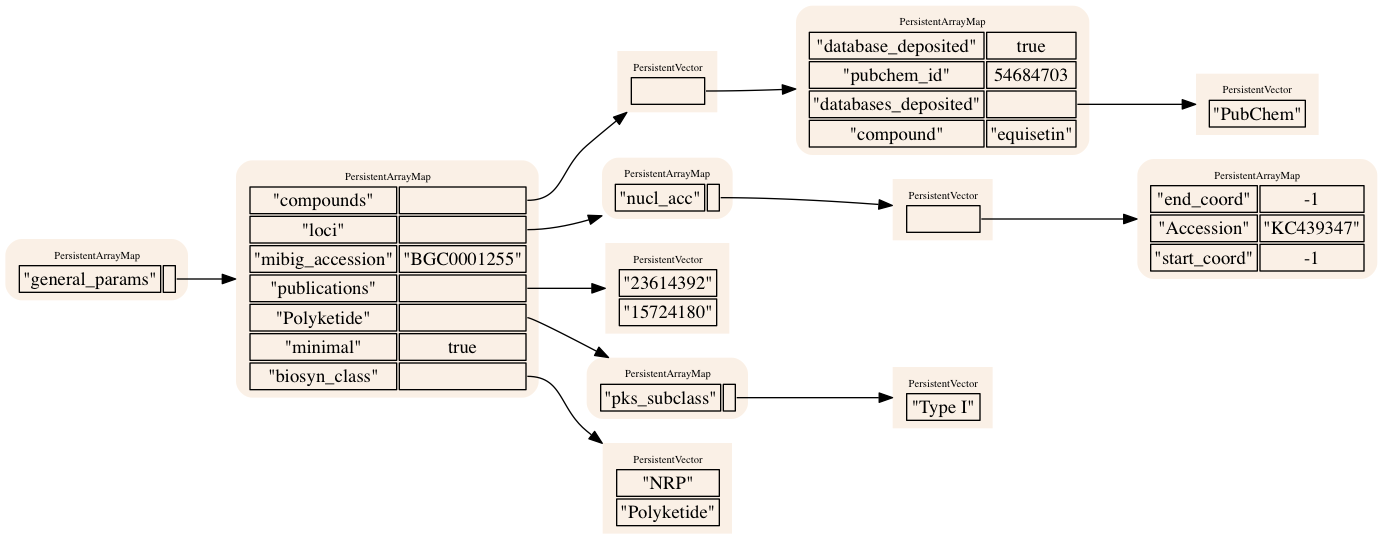 PersistentArrayMap
"general_params"
PersistentArrayMap
"compounds"
"loci"
"mibig_accession" "BGC0001255"
"publications"
"Polyketide"
"minimal" true
"biosyn_class"
PersistentVector
PersistentArrayMap
"database_deposited" true
"pubchem_id" 54684703
"databases_deposited"
"compound" "equisetin"
PersistentVector
"PubChem"
PersistentArrayMap
"nucl_acc"
PersistentVector
PersistentArrayMap
"end_coord" -1
"Accession" "KC439347"
"start_coord" -1
PersistentVector
"23614392"
"15724180"
PersistentArrayMap
"pks_subclass"
PersistentVector
"Type I"
PersistentVector
"NRP"
"Polyketide"